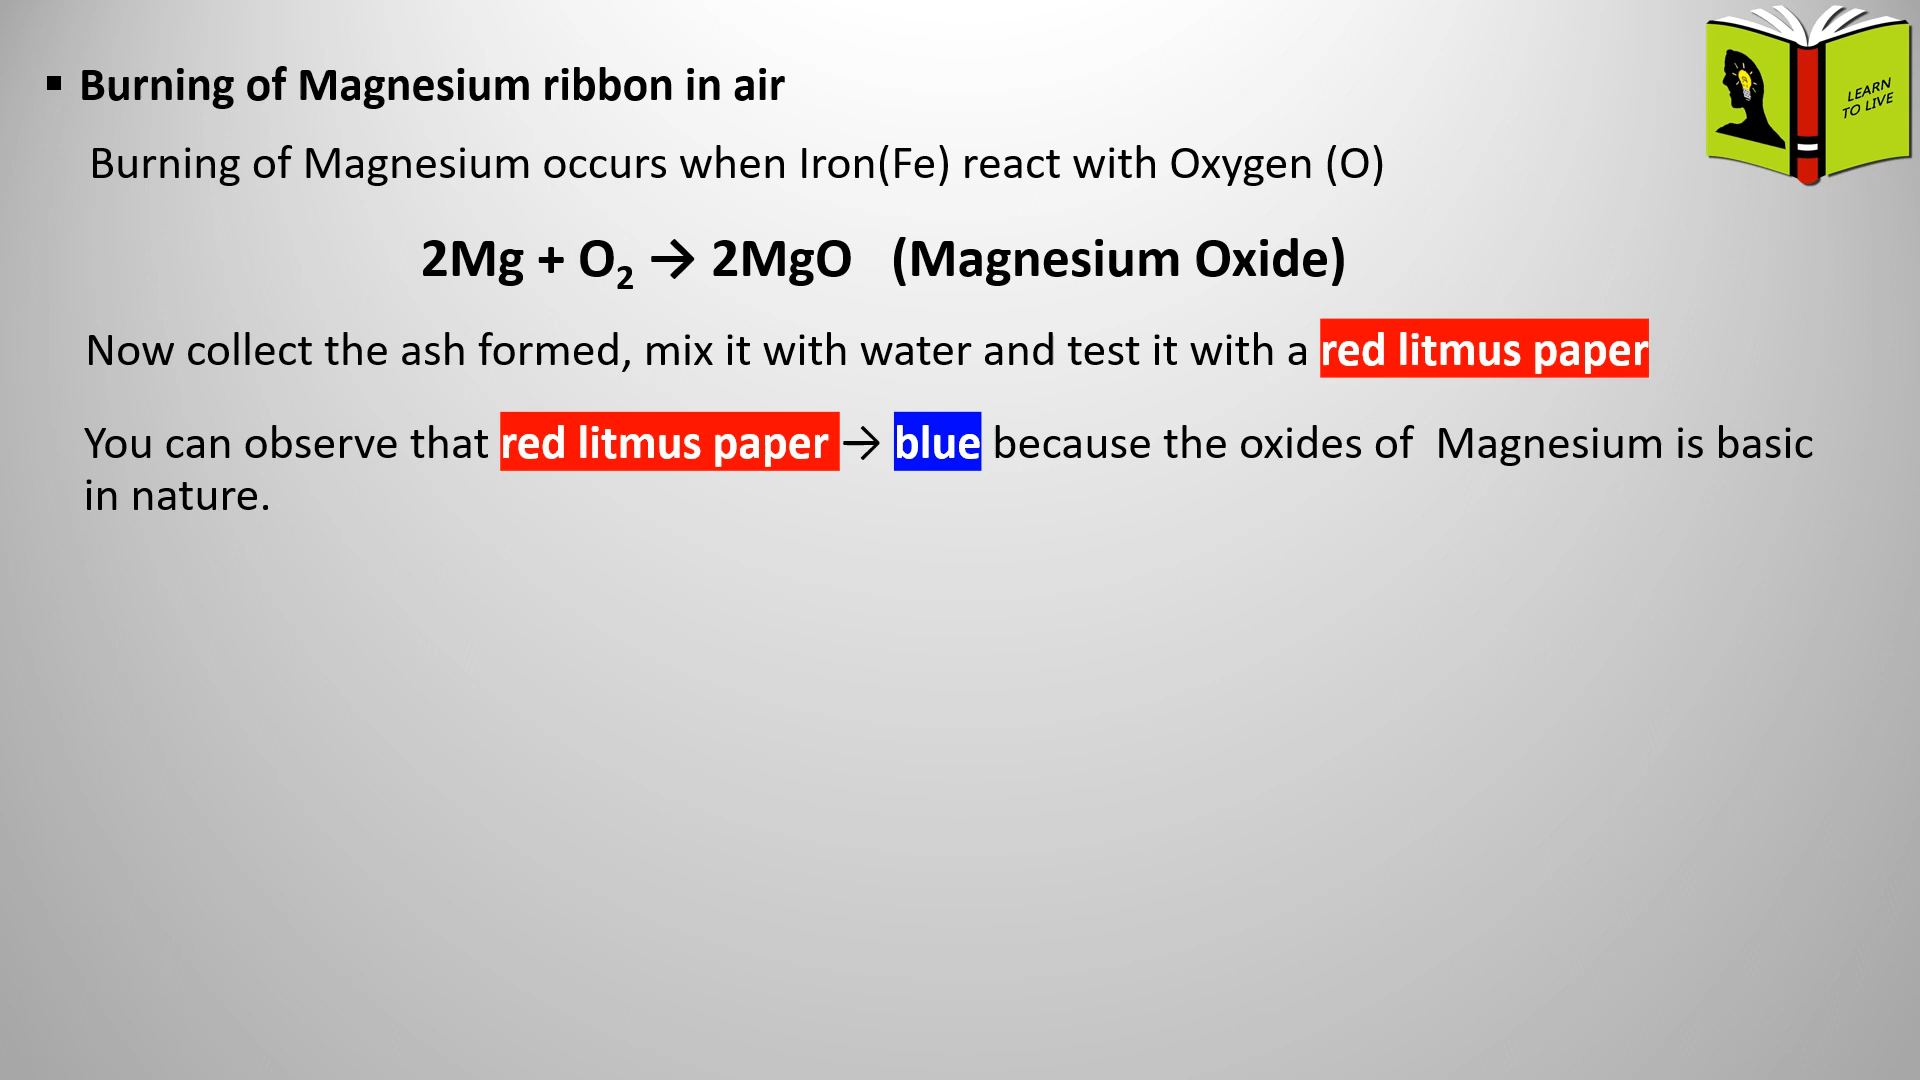 ▪ Burning of Magnesium ribbon in air
LEARN
TO LIVE
Burning of Magnesium occurs when Iron(Fe) react with Oxygen (O)
2Mg + O₂ → 2MgO (Magnesium Oxide)
Now collect the ash formed, mix it with water and test it with a red litmus paper
You can observe that red litmus paper → blue because the oxides of Magnesium is basic
in nature.